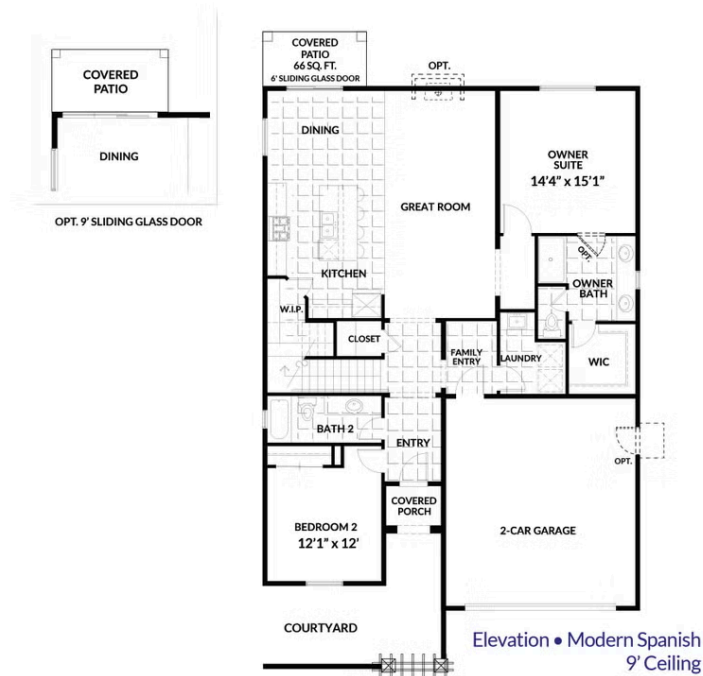 COVERED
PATIO
DINING
OPT. 9' SLIDING GLASS DOOR
COVERED
PATIO
66 SQ. FT.
6' SLIDING GLASS DOOR
OPT.
DINING
OWNER
SUITE
14'4" x 15'1"
GREAT ROOM
KITCHEN
OPT.
OWNER
BATH
W.I.P.
CLOSET
FAMILY
ENTRY
LAUNDRY
WIC
BATH 2
ENTRY
OPT.
COVERED
PORCH
BEDROOM 2
12'1" x 12'
2-CAR GARAGE
COURTYARD
Elevation • Modern Spanish
9' Ceiling